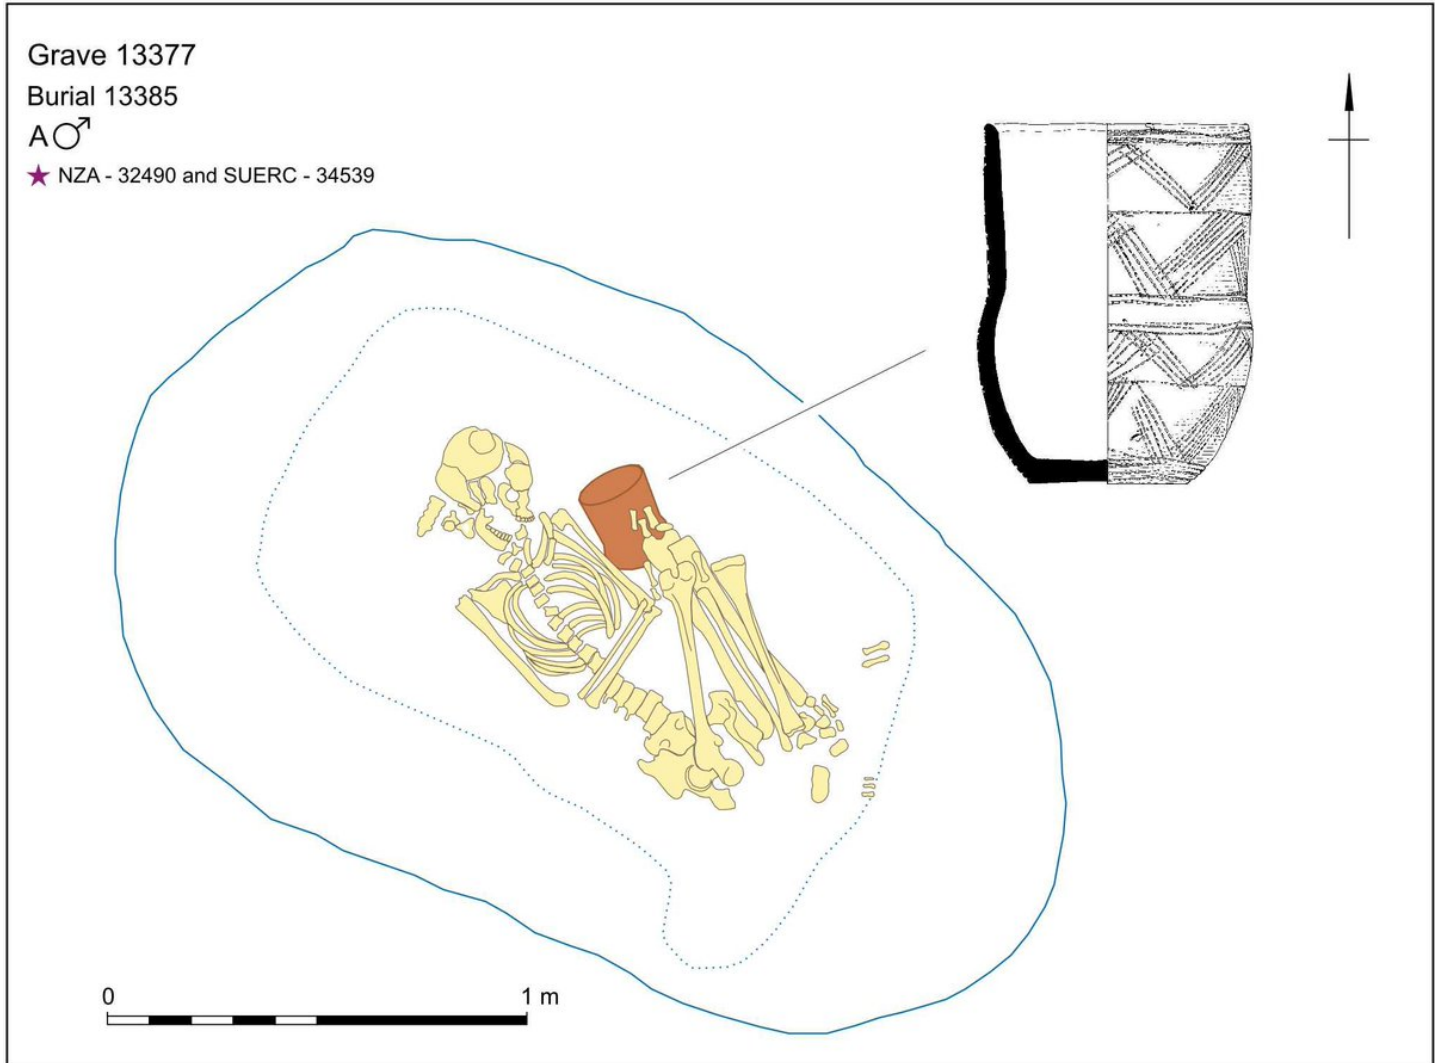 Grave 13377
Burial 13385
A♂
★ NZA - 32490 and SUERC - 34539
0 1 m